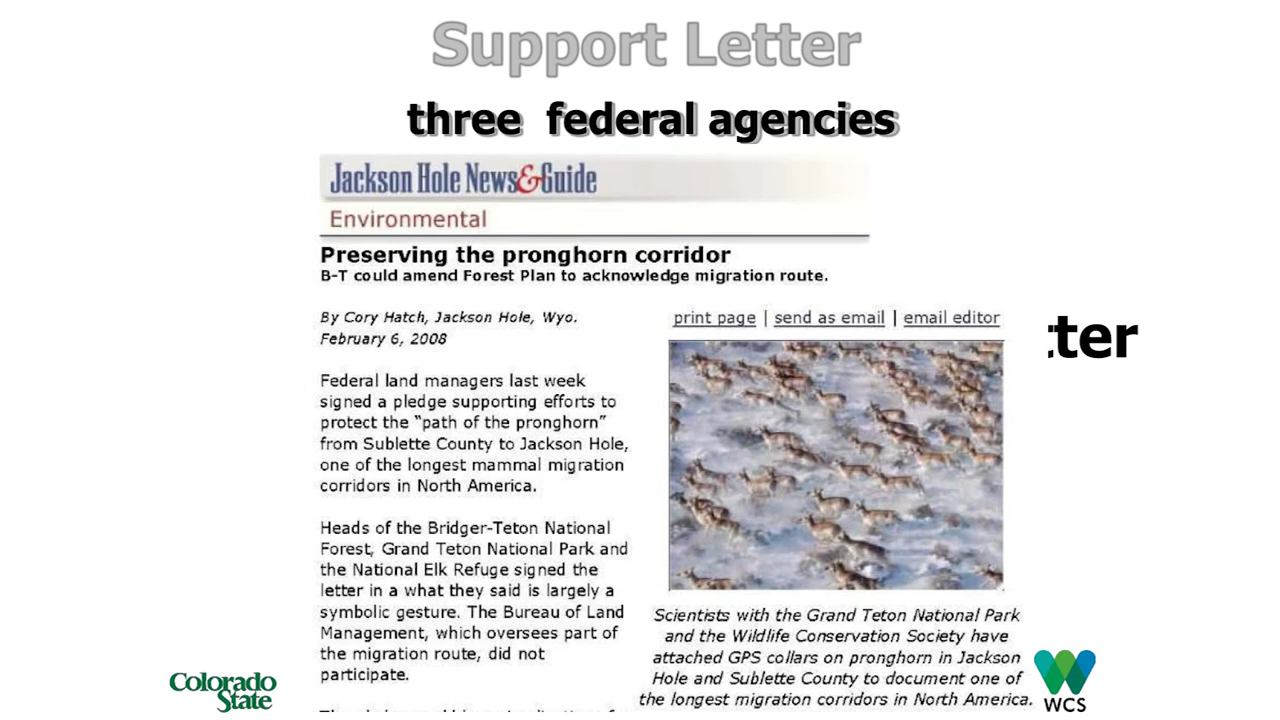 Support Letter
three federal agencies
Jackson Hole News&Guide
Environmental
Preserving the pronghorn corridor
B-T could amend Forest Plan to acknowledge migration route.
By Cory Hatch, Jackson Hole, Wyo.
February 6, 2008
print page | send as email | email editor
Federal land managers last week
signed a pledge supporting efforts to
protect the “path of the pronghorn”
from Sublette County to Jackson Hole,
one of the longest mammal migration
corridors in North America.
Heads of the Bridger-Teton National
Forest, Grand Teton National Park and
the National Elk Refuge signed the
letter in a what they said is largely a
symbolic gesture. The Bureau of Land
Management, which oversees part of
the migration route, did not
participate.
Scientists with the Grand Teton National Park
and the Wildlife Conservation Society have
attached GPS collars on pronghorn in Jackson
Hole and Sublette County to document one of
the longest migration corridors in North America.
tter
Colorado
State
WCS